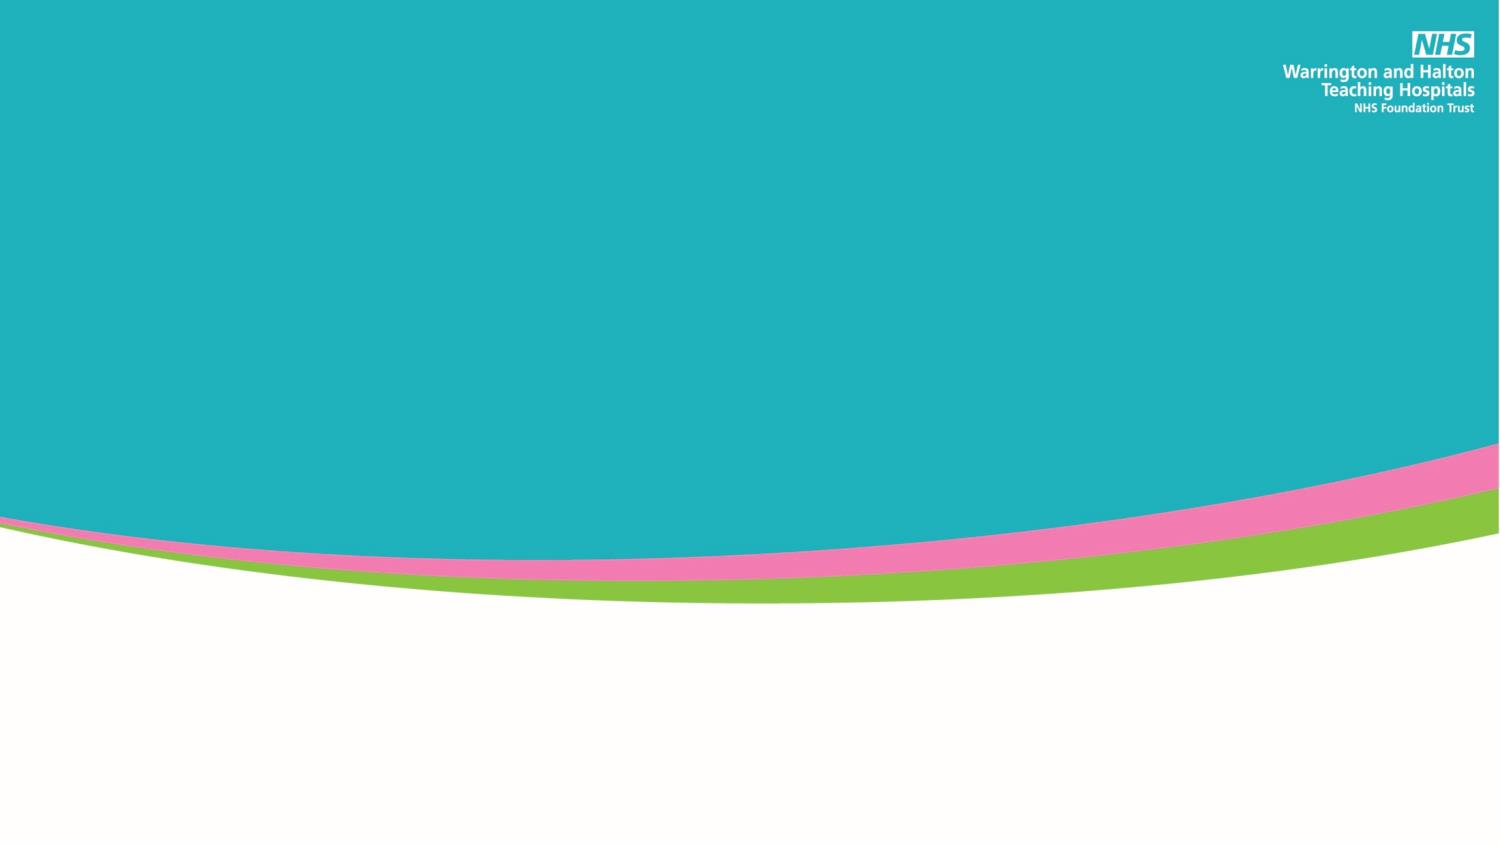 NHS
Warrington and Halton
Teaching Hospitals
NHS Foundation Trust